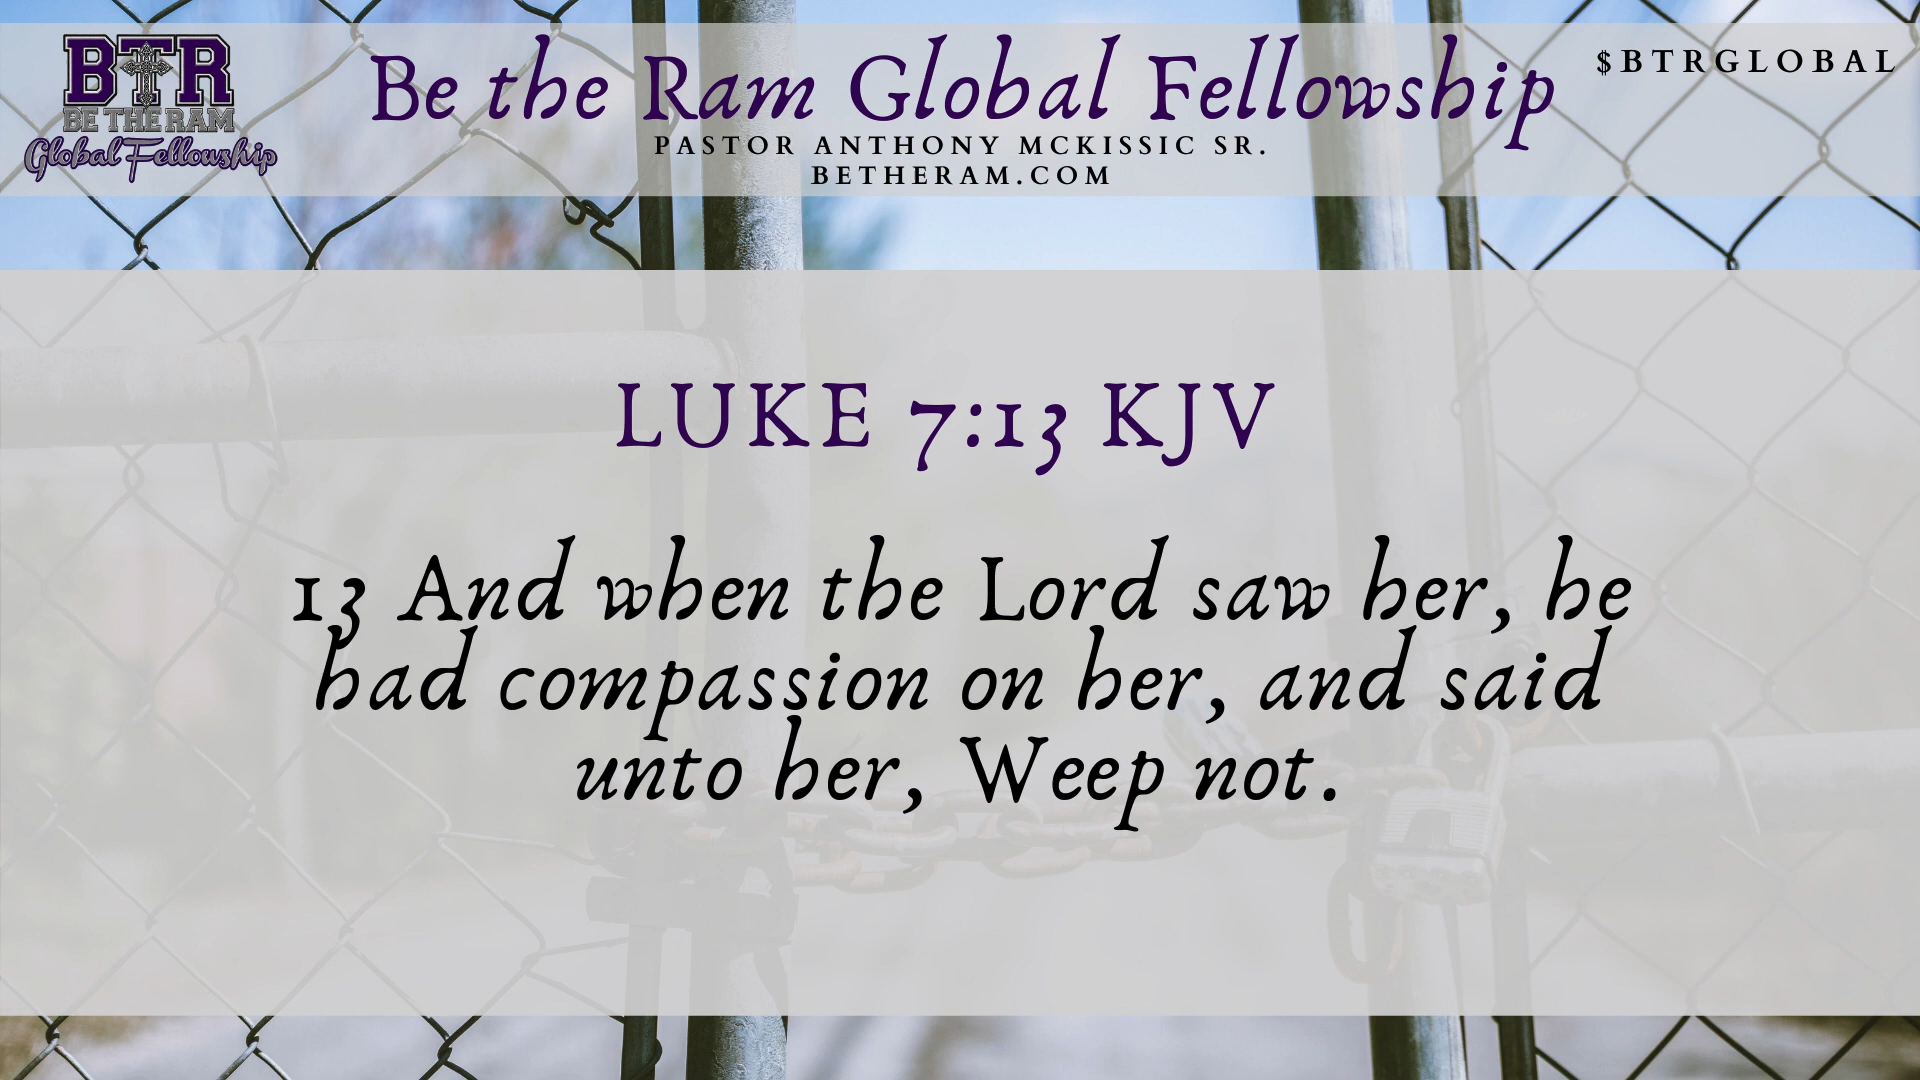 BTR
BE THE RAM
Global Fellowship
Be the Ram Global Fellowship
PASTOR ANTHONY MCKISSIC SR.
BETHERAM.COM
$BTRGLOBAL
LUKE 7:13 KJV
13 And when the Lord saw her, he
had compassion on her, and said
unto her, Weep not.